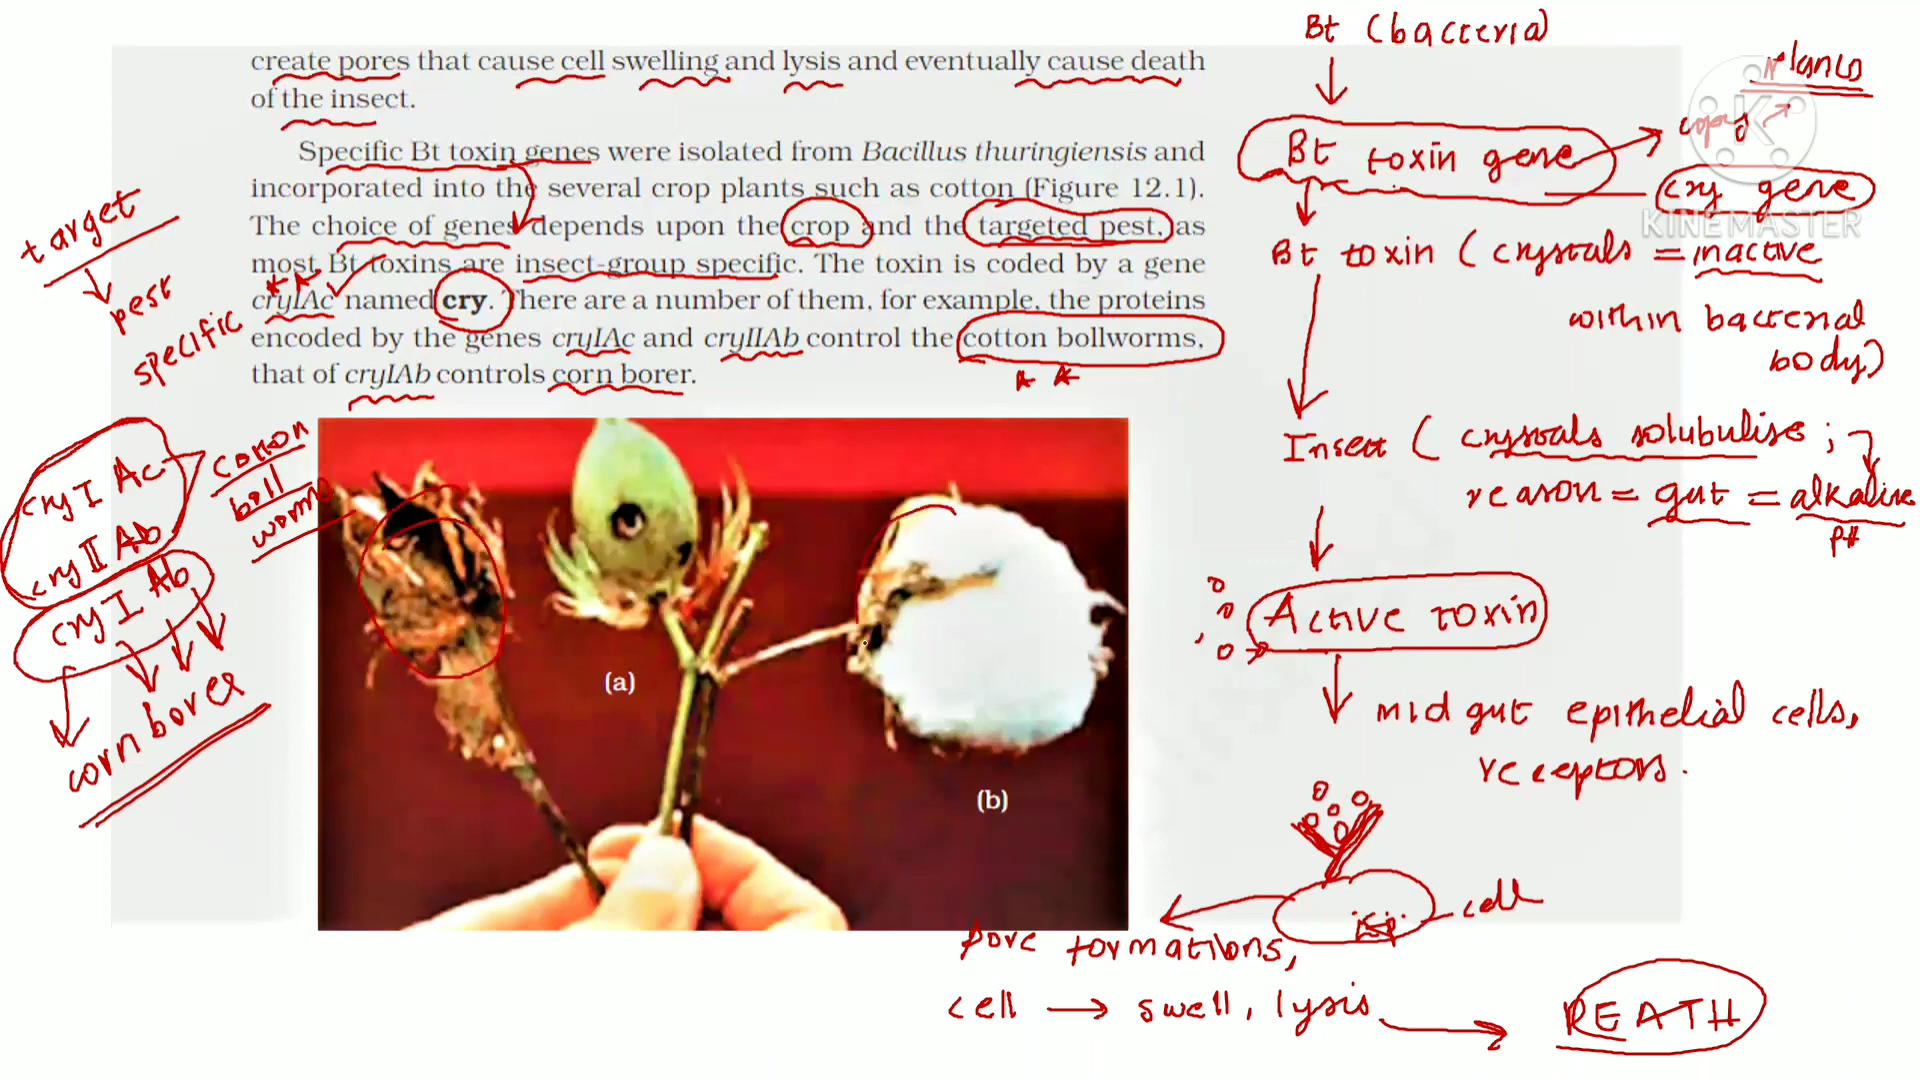 create pores that cause cell swelling and lysis and eventually cause death
of the insect.
Specific Bt toxin genes were isolated from Bacillus thuringiensis and
incorporated into the several crop plants such as cotton (Figure 12.1).
The choice of genes depends upon the crop and the targeted pest, as
most Bt toxins are insect-group specific. The toxin is coded by a gene
cryIAc named cry. There are a number of them, for example, the proteins
encoded by the genes cryIAc and cryIIAb control the cotton bollworms,
that of cryIAb controls corn borer.
target
pest
specific
cry I Ac
cry II Ab
cotton
boll
worms
cry I Ab
corn borer
(a)
(b)
Bt (bacteria)
plants
Bt toxin gene
cry gene
KINEMASTER
Bt toxin (crystals = inactive
within bacterial
body)
Insect (crystals solubulise;
reason = gut = alkaline
pH
Active toxin
mid gut epithelial cells,
receptors.
cell
pore formations,
cell → swell, lysis
DEATH